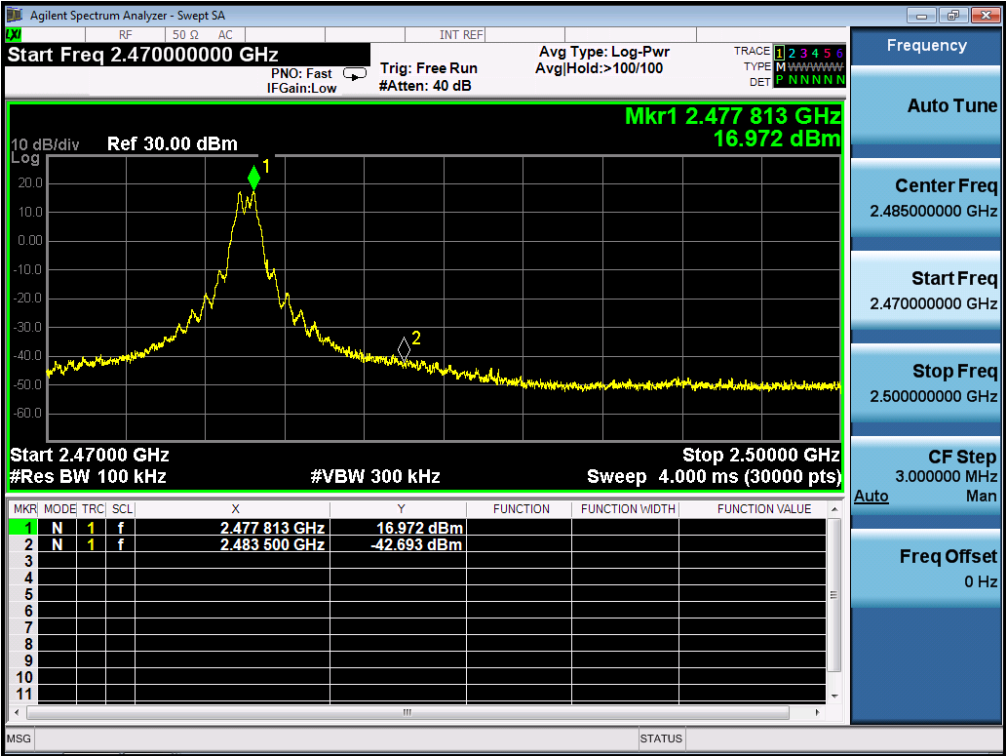 Agilent Spectrum Analyzer - Swept SA
LXI RF 50 Ω AC INT REF
Start Freq 2.470000000 GHz
PNO: Fast
IFGain:Low
Trig: Free Run
#Atten: 40 dB
Avg Type: Log-Pwr
Avg|Hold:>100/100
TRACE 1 2 3 4 5 6
TYPE M W W W W W
DET P N N N N N
Mkr1 2.477 813 GHz
16.972 dBm
10 dB/div Ref 30.00 dBm
Log
20.0
10.0
0.00
-10.0
-20.0
-30.0
-40.0
-50.0
-60.0
1
2
Start 2.47000 GHz Stop 2.50000 GHz
#Res BW 100 kHz #VBW 300 kHz Sweep 4.000 ms (30000 pts)
MKR MODE TRC SCL X Y FUNCTION FUNCTION WIDTH FUNCTION VALUE
1 N 1 f 2.477 813 GHz 16.972 dBm
2 N 1 f 2.483 500 GHz -42.693 dBm
3
4
5
6
7
8
9
10
11
MSG STATUS
Frequency
Auto Tune
Center Freq
2.485000000 GHz
Start Freq
2.470000000 GHz
Stop Freq
2.500000000 GHz
CF Step
3.000000 MHz
Auto Man
Freq Offset
0 Hz